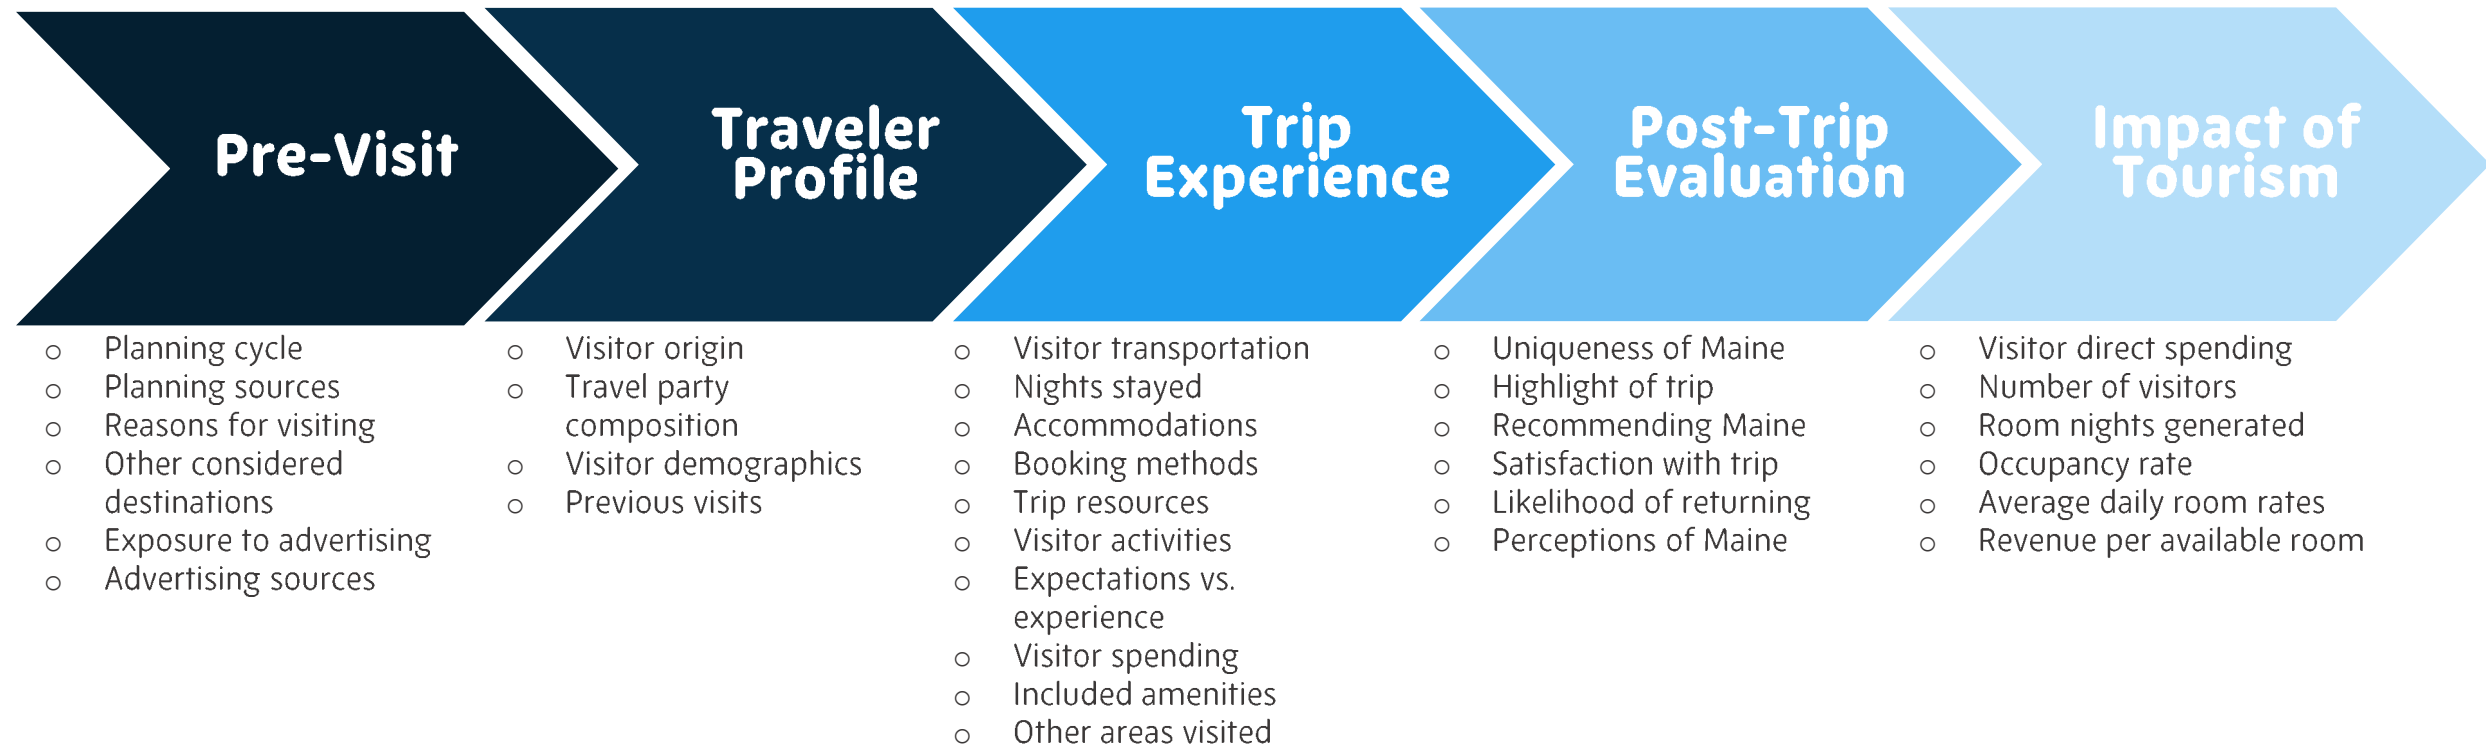 Pre-Visit
Traveler
Profile
Trip
Experience
Post-Trip
Evaluation
Impact of
Tourism
o Planning cycle
o Planning sources
o Reasons for visiting
o Other considered
destinations
o Exposure to advertising
o Advertising sources
o Visitor origin
o Travel party
composition
o Visitor demographics
o Previous visits
o Visitor transportation
o Nights stayed
o Accommodations
o Booking methods
o Trip resources
o Visitor activities
o Expectations vs.
experience
o Visitor spending
o Included amenities
o Other areas visited
o Uniqueness of Maine
o Highlight of trip
o Recommending Maine
o Satisfaction with trip
o Likelihood of returning
o Perceptions of Maine
o Visitor direct spending
o Number of visitors
o Room nights generated
o Occupancy rate
o Average daily room rates
o Revenue per available room